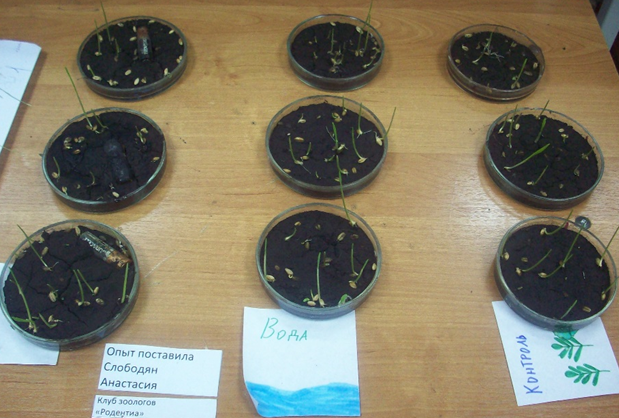 Опыт поставила
Слободян
Анастасия
Клуб зоологов
«Родентиа»
Вода
Контроль